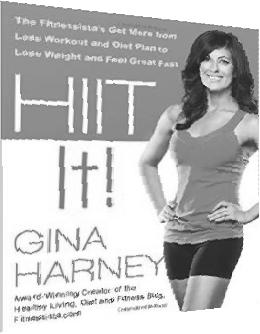 The Fitnessista's Get More from
Less Workout and Diet Plan to
Lose Weight and Feel Great Fast
HIIT
It!
GINA
HARNEY
Award-Winning Creator of the
Healthy Living, Diet and Fitness Blog,
Fitnessista.com